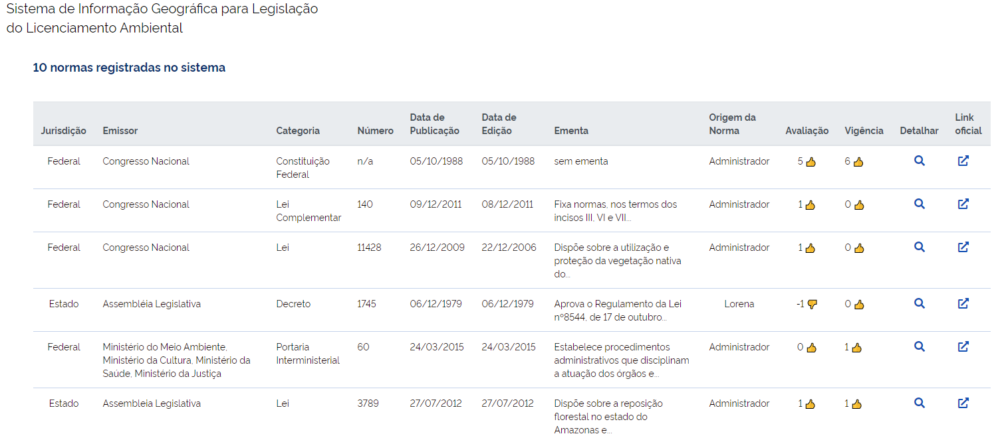 Sistema de Informação Geográfica para Legislação
do Licenciamento Ambiental
10 normas registradas no sistema
Jurisdição Emissor Categoria Número Data de Publicação Data de Edição Ementa Origem da Norma Avaliação Vigência Detalhar Link oficial
Federal Congresso Nacional Constituição Federal n/a 05/10/1988 05/10/1988 sem ementa Administrador 5 6
Federal Congresso Nacional Lei Complementar 140 09/12/2011 08/12/2011 Fixa normas, nos termos dos incisos III, VI e VII... Administrador 1 0
Federal Congresso Nacional Lei 11428 26/12/2009 22/12/2006 Dispõe sobre a utilização e proteção da vegetação nativa do... Administrador 1 0
Estado Assembléia Legislativa Decreto 1745 06/12/1979 06/12/1979 Aprova o Regulamento da Lei nº8544, de 17 de outubro... Lorena -1 0
Federal Ministério do Meio Ambiente, Ministério da Cultura, Ministério da Saúde, Ministério da Justiça Portaria Interministerial 60 24/03/2015 24/03/2015 Estabelece procedimentos administrativos que disciplinam a atuação dos órgãos e... Administrador 0 1
Estado Assembleia Legislativa Lei 3789 27/07/2012 27/07/2012 Dispõe sobre a reposição florestal no estado do Amazonas e... Administrador 1 1